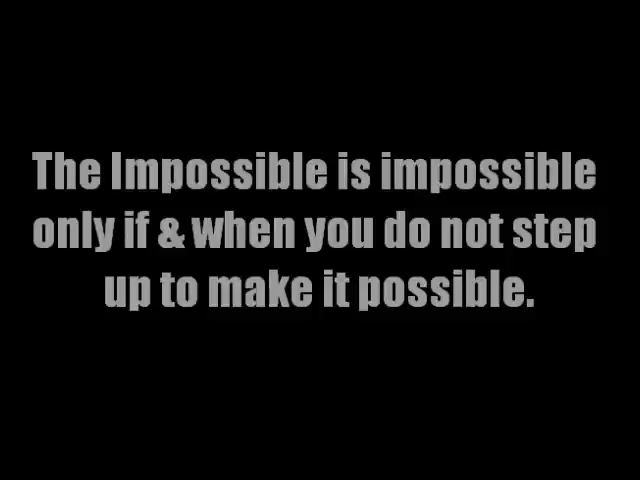 The Impossible is impossible
only if & when you do not step
up to make it possible.